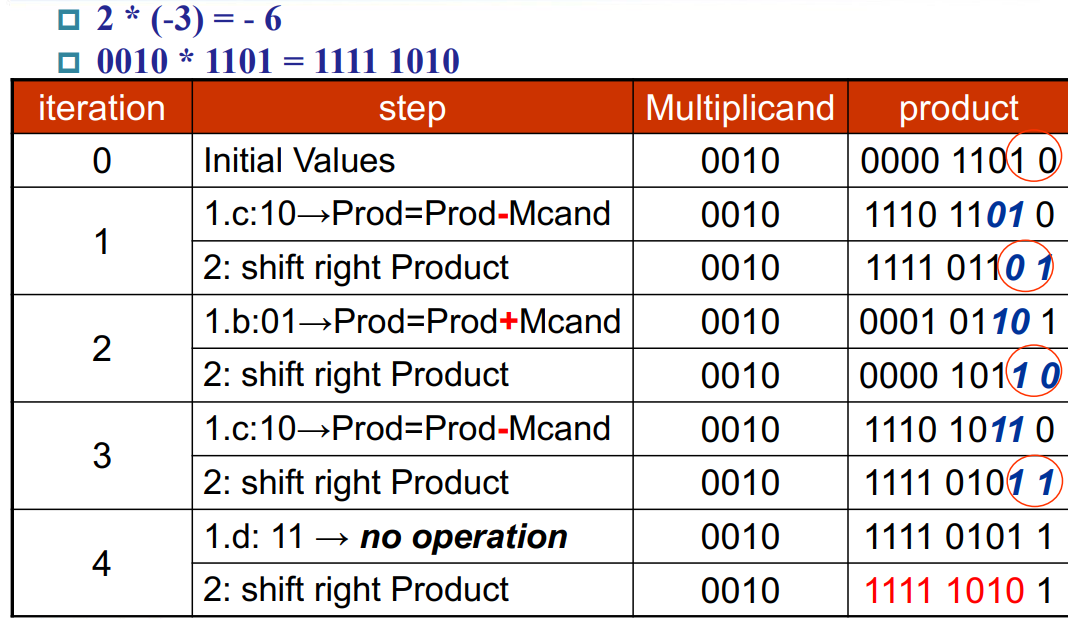 2 * (-3) = - 6
0010 * 1101 = 1111 1010
iteration step Multiplicand product
0 Initial Values 0010 0000 1101 0
1 1.c:10→Prod=Prod-Mcand 0010 1110 1101 0
2: shift right Product 0010 1111 0110 1
2 1.b:01→Prod=Prod+Mcand 0010 0001 0110 1
2: shift right Product 0010 0000 1011 0
3 1.c:10→Prod=Prod-Mcand 0010 1110 1011 0
2: shift right Product 0010 1111 0101 1
4 1.d: 11 → no operation 0010 1111 0101 1
2: shift right Product 0010 1111 1010 1